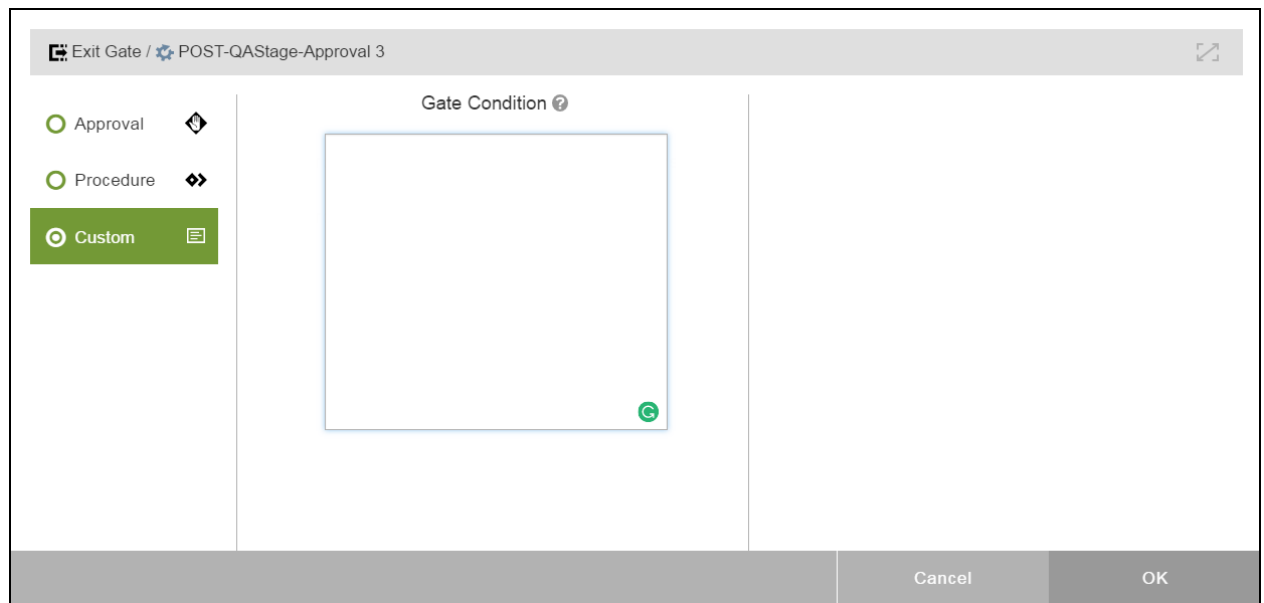 Exit Gate / POST-QAStage-Approval 3
Approval
Procedure
Custom
Gate Condition ?
Cancel
OK